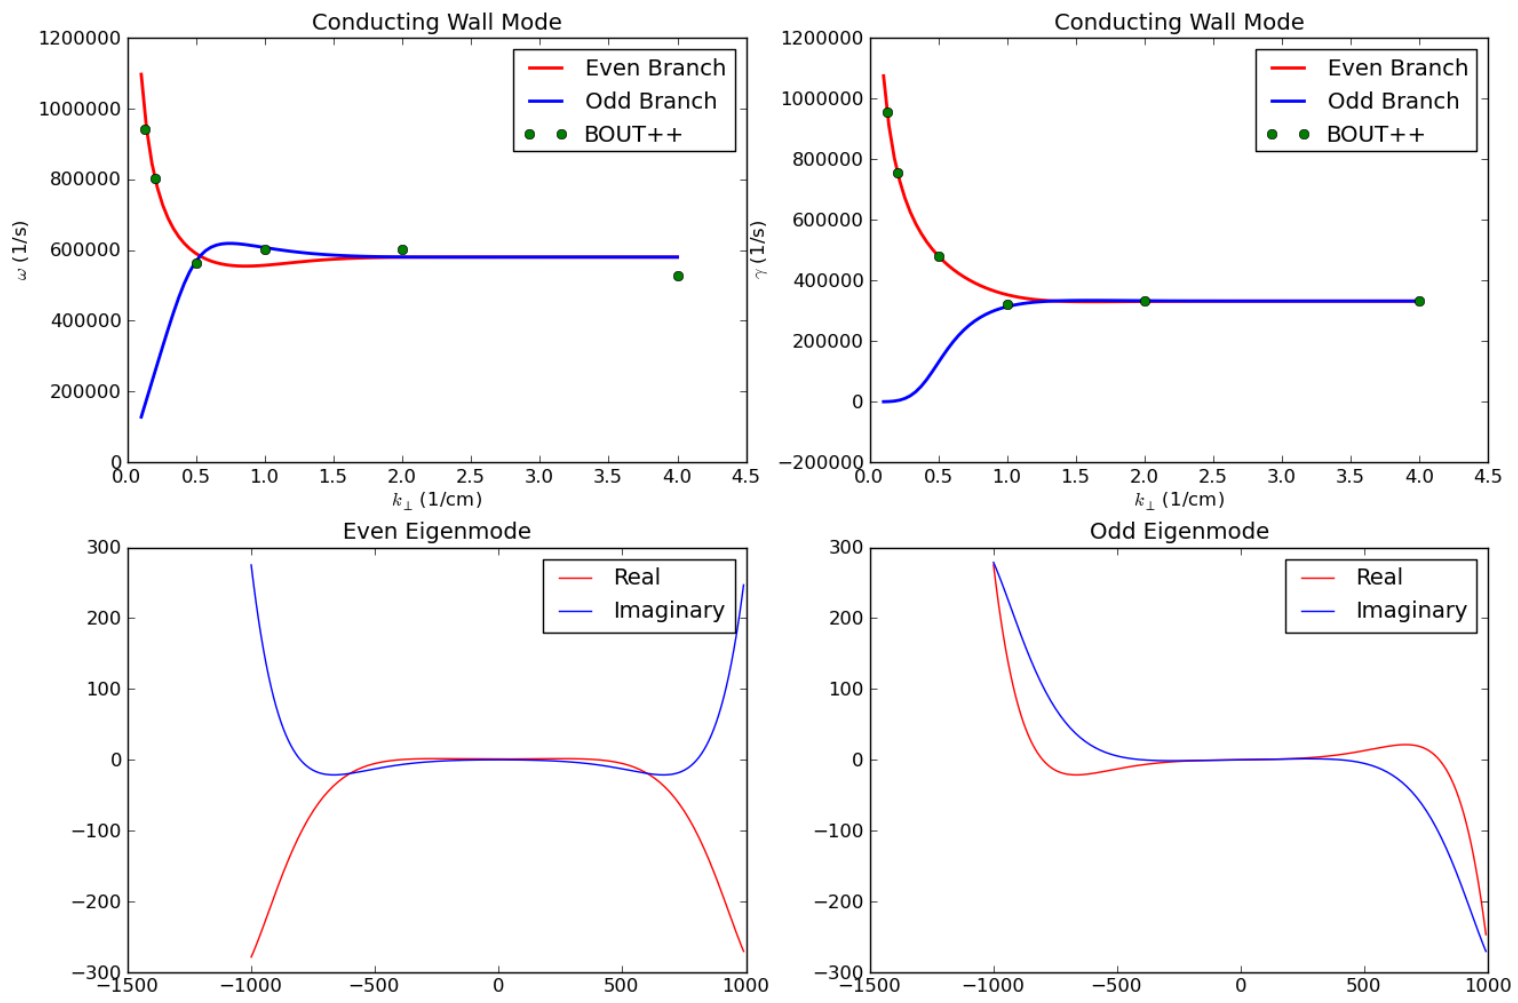 Conducting Wall Mode
1200000
1000000
800000
600000
400000
200000
0
ω (1/s)
Even Branch
Odd Branch
BOUT++
0.0 0.5 1.0 1.5 2.0 2.5 3.0 3.5 4.0 4.5
k⊥ (1/cm)
Conducting Wall Mode
1200000
1000000
800000
600000
400000
200000
0
−200000
γ (1/s)
Even Branch
Odd Branch
BOUT++
0.0 0.5 1.0 1.5 2.0 2.5 3.0 3.5 4.0 4.5
k⊥ (1/cm)
Even Eigenmode
300
200
100
0
−100
−200
−300
Real
Imaginary
−1500 −1000 −500 0 500 1000
Odd Eigenmode
300
200
100
0
−100
−200
−300
Real
Imaginary
−1500 −1000 −500 0 500 1000